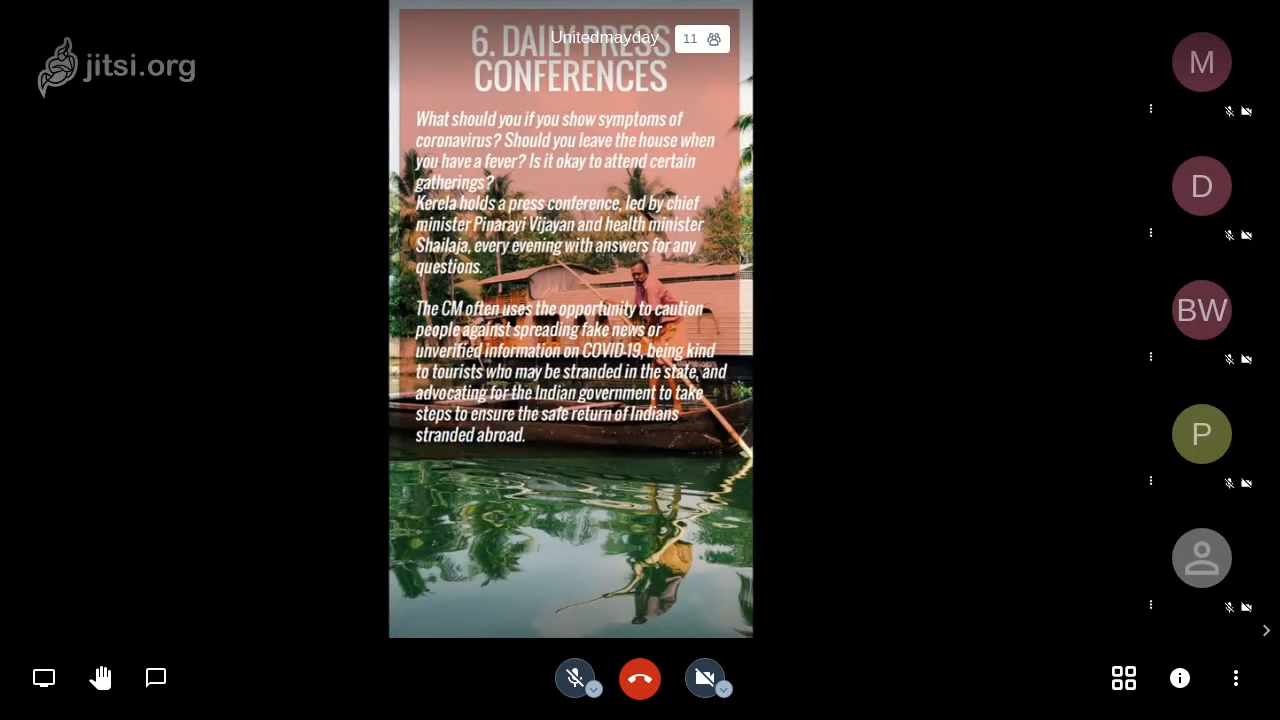 jitsi.org
Unitedmayday
11
6. DAILY PRESS
CONFERENCES
What should you if you show symptoms of
coronavirus? Should you leave the house when
you have a fever? Is it okay to attend certain
gatherings?
Kerela holds a press conference, led by chief
minister Pinarayi Vijayan and health minister
Shailaja, every evening with answers for any
questions.
The CM often uses the opportunity to caution
people against spreading fake news or
unverified information on COVID-19, being kind
to tourists who may be stranded in the state, and
advocating for the Indian government to take
steps to ensure the safe return of Indians
stranded abroad.
M
D
BW
P